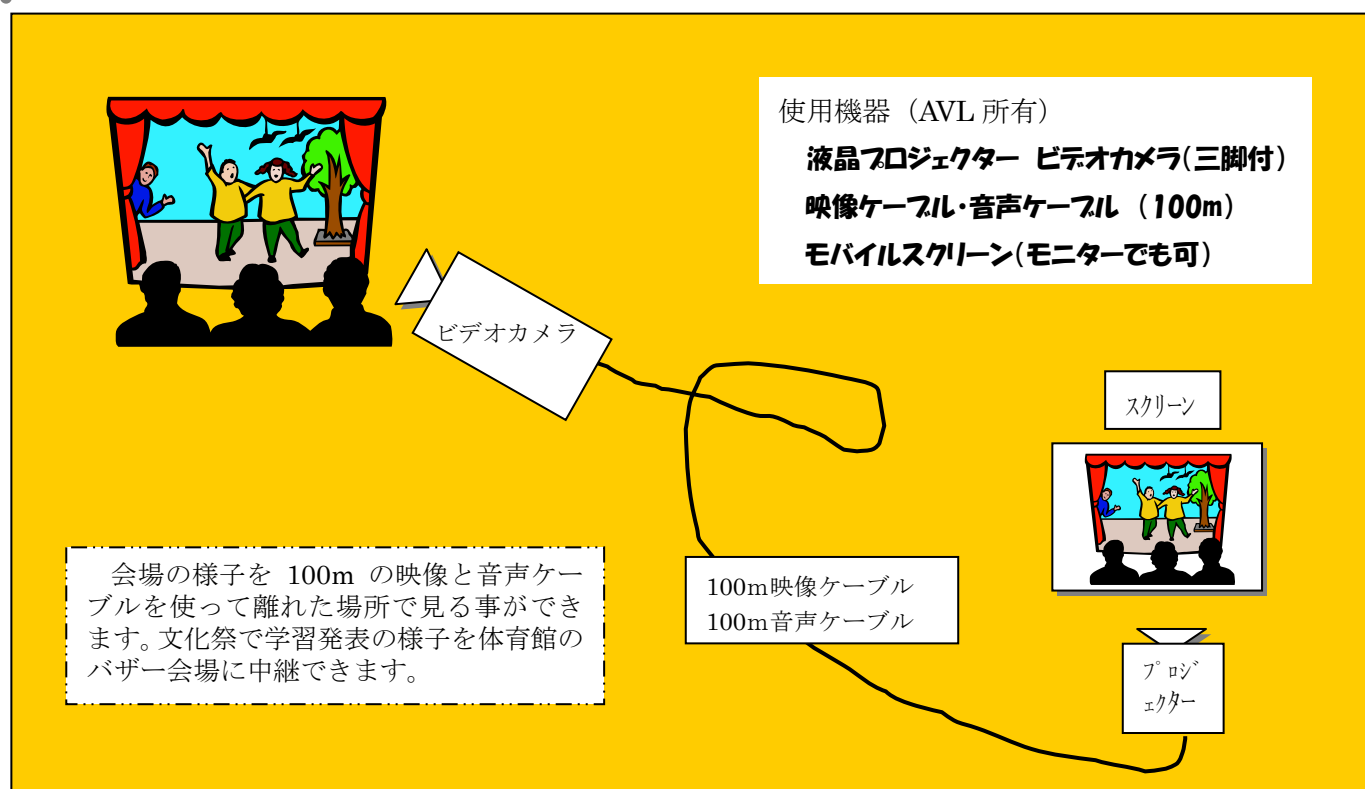 使用機器（AVL 所有）
液晶プロジェクター ビデオカメラ（三脚付）
映像ケーブル・音声ケーブル （100m）
モバイルスクリーン（モニターでも可）
ビデオカメラ
スクリーン
会場の様子を 100m の映像と音声ケー
ブルを使って離れた場所で見る事ができ
ます。文化祭で学習発表の様子を体育館の
バザー会場に中継できます。
100ｍ映像ケーブル
100ｍ音声ケーブル
プロジ
ェクター